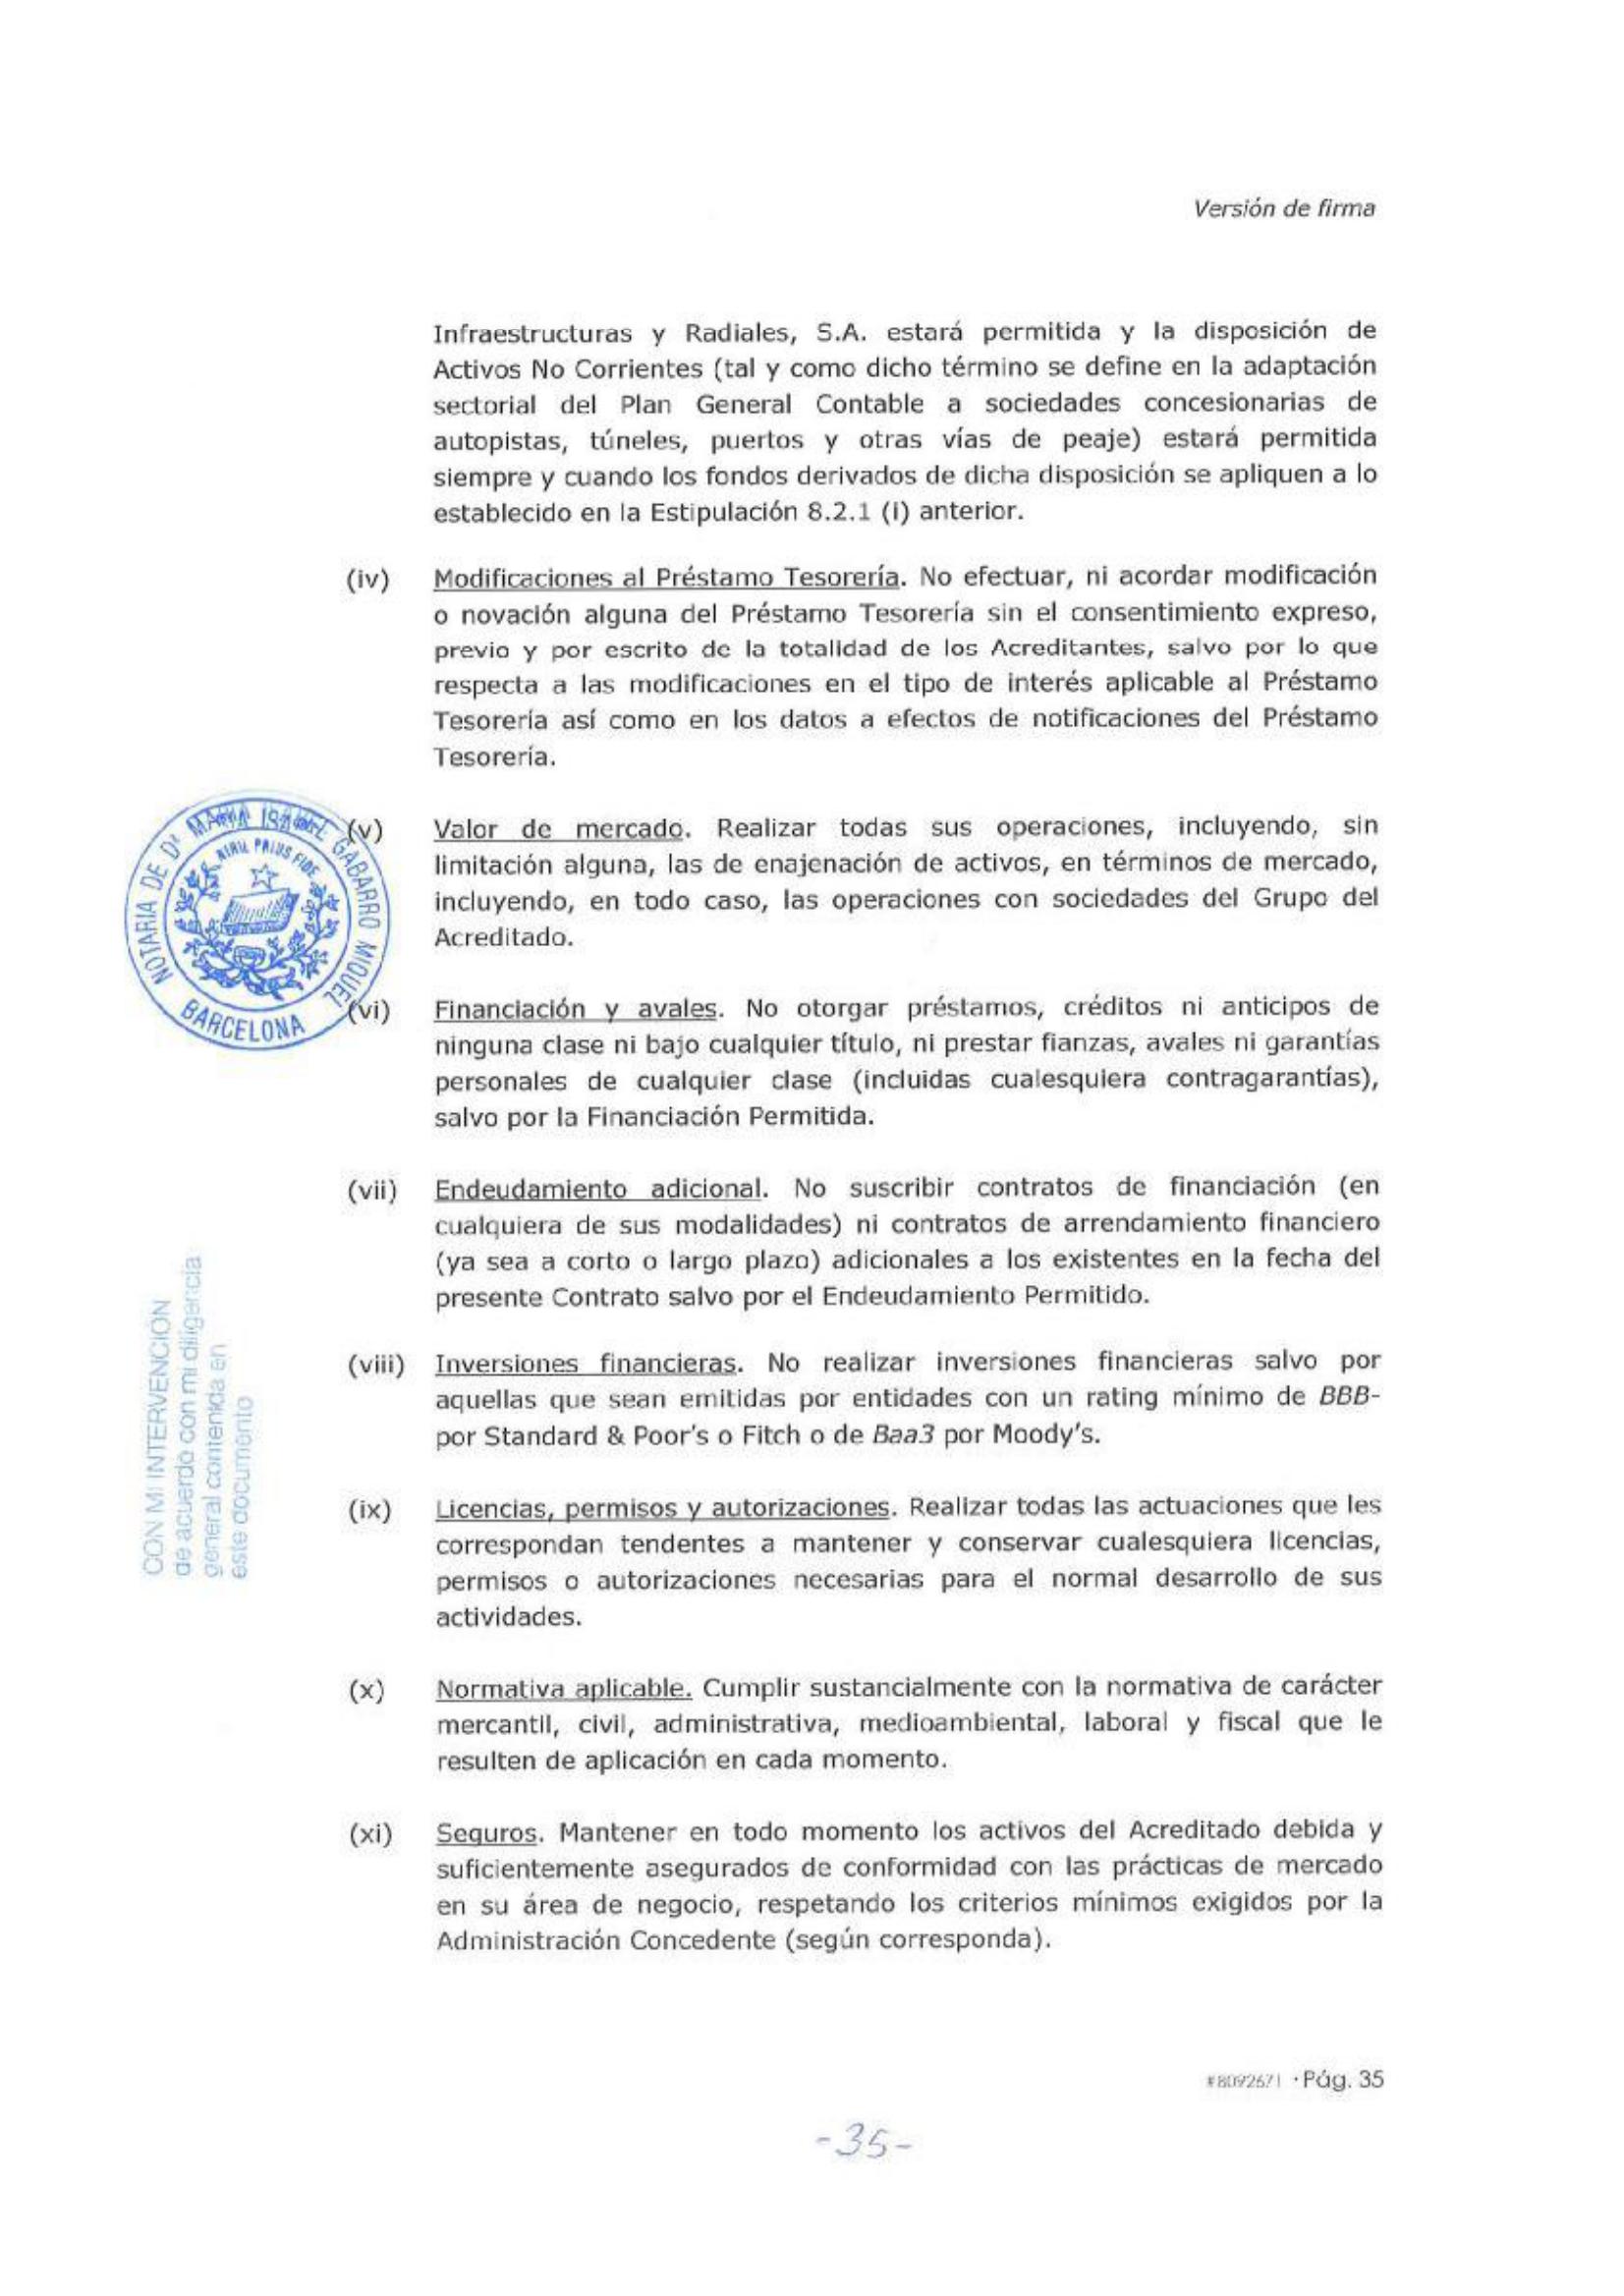 Versión de firma
Infraestructuras y Radiales, S.A. estará permitida y la disposición de
Activos No Corrientes (tal y como dicho término se define en la adaptación
sectorial del Plan General Contable a sociedades concesionarias de
autopistas, túneles, puertos y otras vías de peaje) estará permitida
siempre y cuando los fondos derivados de dicha disposición se apliquen a lo
establecido en la Estipulación 8.2.1 (i) anterior.
(iv) Modificaciones al Préstamo Tesorería. No efectuar, ni acordar modificación
o novación alguna del Préstamo Tesorería sin el consentimiento expreso,
previo y por escrito de la totalidad de los Acreditantes, salvo por lo que
respecta a las modificaciones en el tipo de interés aplicable al Préstamo
Tesorería así como en los datos a efectos de notificaciones del Préstamo
Tesorería.
(v) Valor de mercado. Realizar todas sus operaciones, incluyendo, sin
limitación alguna, las de enajenación de activos, en términos de mercado,
incluyendo, en todo caso, las operaciones con sociedades del Grupo del
Acreditado.
NOTARIA DE Dª MARIA ISABEL GABARRO MIQUEL
NIHIL PRIUS FIDE
BARCELONA
(vi) Financiación y avales. No otorgar préstamos, créditos ni anticipos de
ninguna clase ni bajo cualquier título, ni prestar fianzas, avales ni garantías
personales de cualquier clase (incluidas cualesquiera contragarantías),
salvo por la Financiación Permitida.
(vii) Endeudamiento adicional. No suscribir contratos de financiación (en
cualquiera de sus modalidades) ni contratos de arrendamiento financiero
(ya sea a corto o largo plazo) adicionales a los existentes en la fecha del
presente Contrato salvo por el Endeudamiento Permitido.
(viii) Inversiones financieras. No realizar inversiones financieras salvo por
aquellas que sean emitidas por entidades con un rating mínimo de BBB-
por Standard & Poor's o Fitch o de Baa3 por Moody's.
CON MI INTERVENCION
de acuerdo con mi diligencia
general contenida en
este documento
(ix) Licencias, permisos y autorizaciones. Realizar todas las actuaciones que les
correspondan tendentes a mantener y conservar cualesquiera licencias,
permisos o autorizaciones necesarias para el normal desarrollo de sus
actividades.
(x) Normativa aplicable. Cumplir sustancialmente con la normativa de carácter
mercantil, civil, administrativa, medioambiental, laboral y fiscal que le
resulten de aplicación en cada momento.
(xi) Seguros. Mantener en todo momento los activos del Acreditado debida y
suficientemente asegurados de conformidad con las prácticas de mercado
en su área de negocio, respetando los criterios mínimos exigidos por la
Administración Concedente (según corresponda).
#8092671 · Pág. 35
-35-